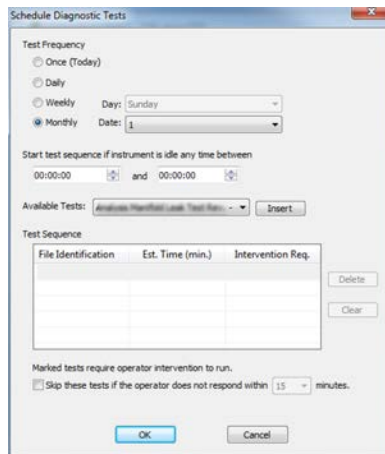 Schedule Diagnostic Tests
Test Frequency
Once (Today)
Daily
Weekly Day: Sunday
Monthly Date: 1
Start test sequence if instrument is idle any time between
00:00:00 and 00:00:00
Available Tests: Insert
Test Sequence
File Identification Est. Time (min.) Intervention Req.
Delete
Clear
Marked tests require operator intervention to run.
Skip these tests if the operator does not respond within 15 minutes.
OK Cancel